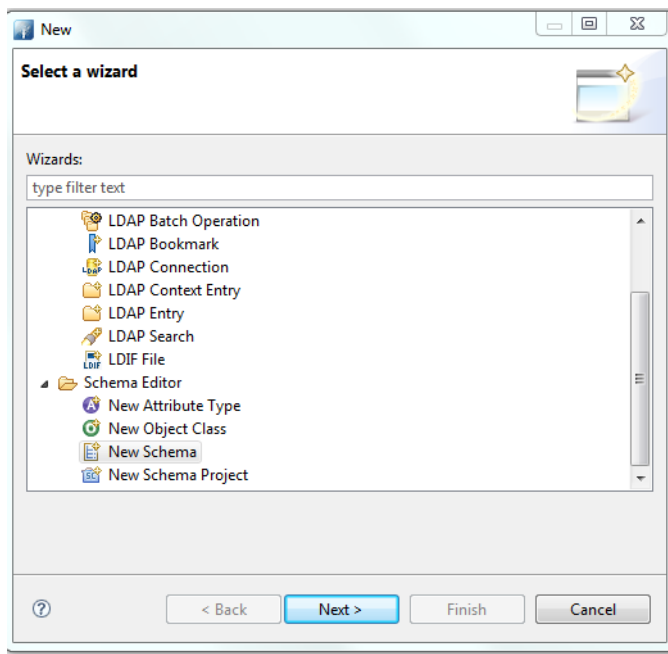 New
Select a wizard
Wizards:
type filter text
LDAP Batch Operation
LDAP Bookmark
LDAP Connection
LDAP Context Entry
LDAP Entry
LDAP Search
LDIF File
Schema Editor
New Attribute Type
New Object Class
New Schema
New Schema Project
< Back Next > Finish Cancel